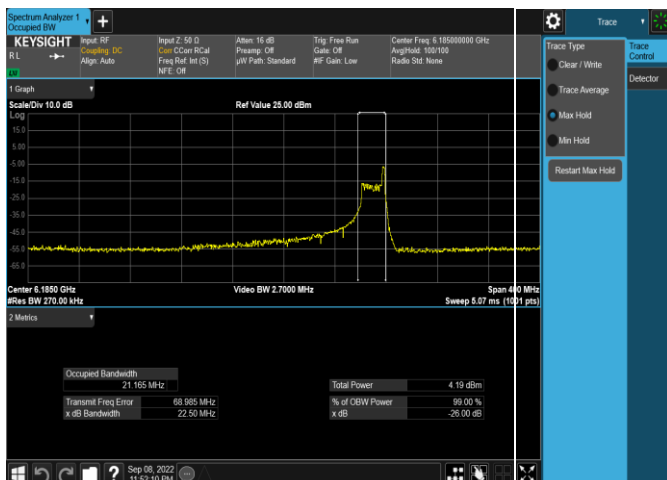 Spectrum Analyzer 1
Occupied BW
Trace
KEYSIGHT
Input: RF
Input Z: 50 Ω
Atten: 16 dB
Trig: Free Run
Center Freq: 6.185000000 GHz
R L
Coupling: DC
Corr CCorr RCal
Preamp: Off
Gate: Off
Avg|Hold: 100/100
Align: Auto
Freq Ref: Int (S)
µW Path: Standard
#IF Gain: Low
Radio Std: None
NFE: Off
Trace Type
Clear / Write
Trace Average
Max Hold
Min Hold
Restart Max Hold
Trace
Control
Detector
1 Graph
Scale/Div 10.0 dB
Ref Value 25.00 dBm
Log
15.0
5.00
-5.00
-15.0
-25.0
-35.0
-45.0
-55.0
-65.0
Center 6.1850 GHz
Video BW 2.7000 MHz
Span 400 MHz
#Res BW 270.00 kHz
Sweep 5.07 ms (1001 pts)
2 Metrics
Occupied Bandwidth
21.165 MHz
Total Power
4.19 dBm
Transmit Freq Error
68.985 MHz
% of OBW Power
99.00 %
x dB Bandwidth
22.50 MHz
x dB
-26.00 dB
?
Sep 08, 2022
11:52:10 PM